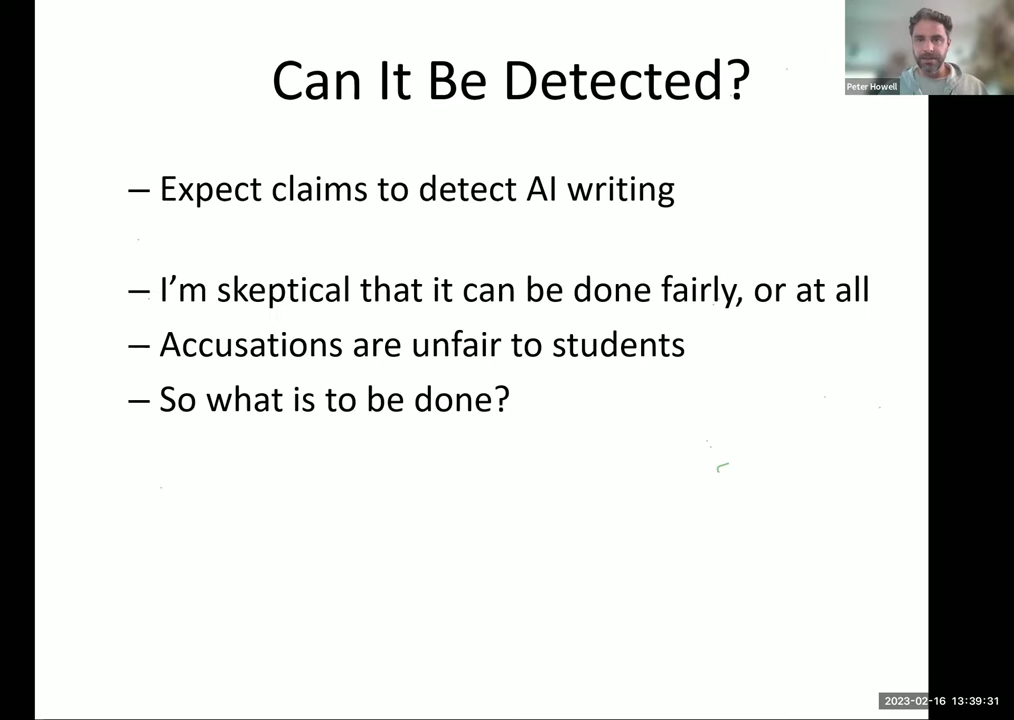 Can It Be Detected?
Peter Howell
– Expect claims to detect AI writing
– I'm skeptical that it can be done fairly, or at all
– Accusations are unfair to students
– So what is to be done?
2023-02-16 13:39:31